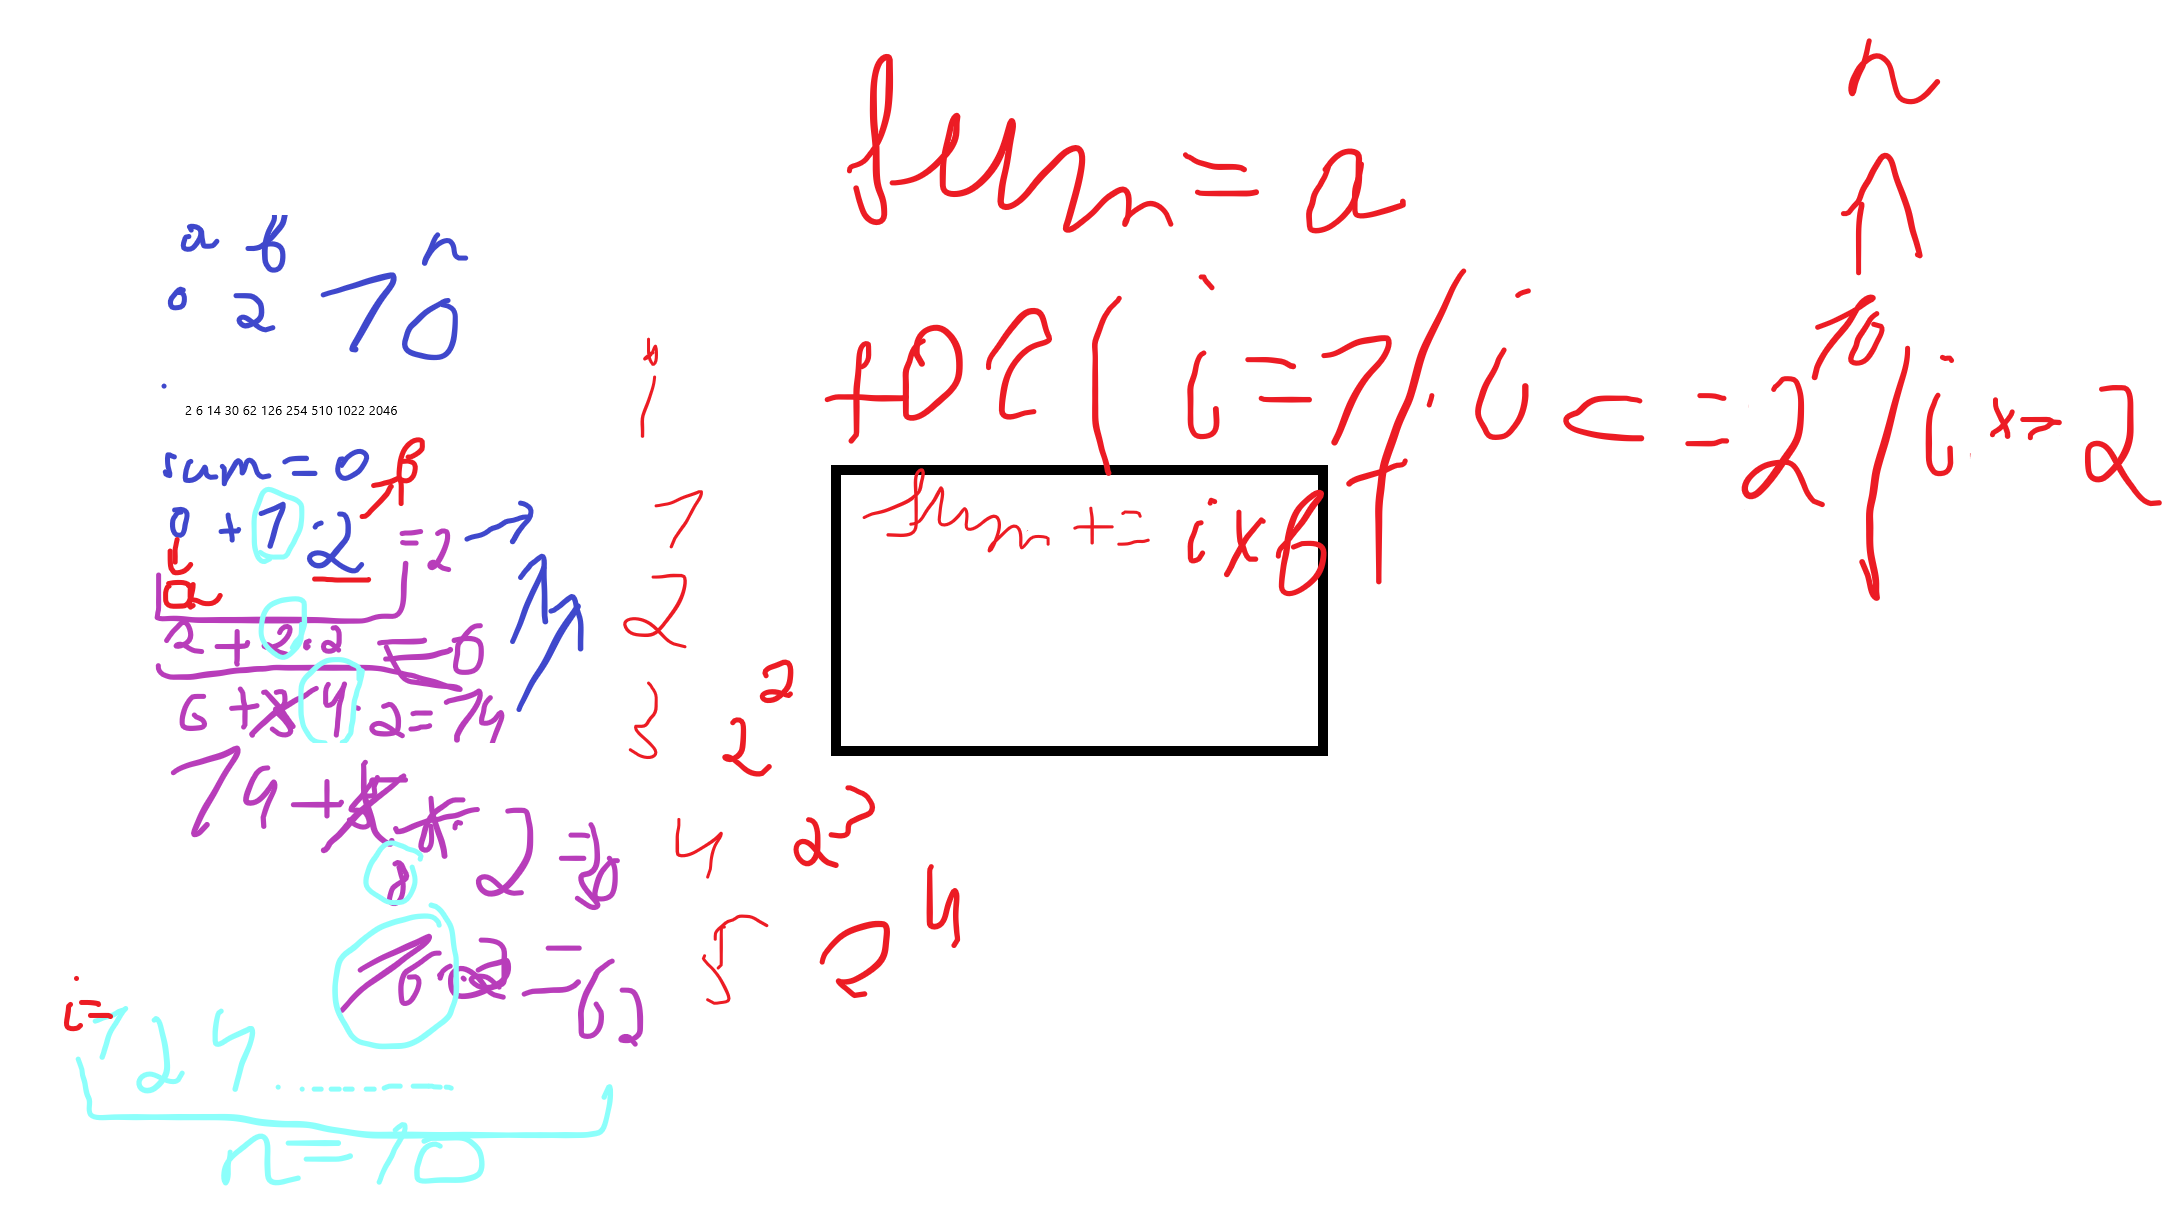 a b n
0 2 10
2 6 14 30 62 126 254 510 1022 2046
sum = 0 b
0 + 1 · 2 = 2
a
2 + 2 · 2 = 6
6 + 4 · 2 = 14
14 + 8 · 2 = 30
16 · 2 = 62
i = 1 2 4
n = 10
i
1
2
3 2^2
4 2^3
5 2^4
sum = a
n
for ( i = 1 ; i <= 2^10 ; i *= 2
sum += i * b